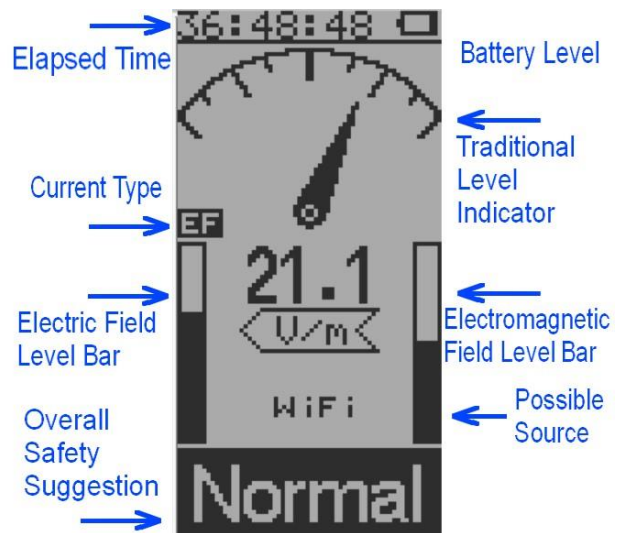 36:48:48
Elapsed Time
Battery Level
Traditional
Level
Indicator
Current Type
EF
21.1
V/m
Electric Field
Level Bar
Electromagnetic
Field Level Bar
WiFi
Possible
Source
Overall
Safety
Suggestion
Normal